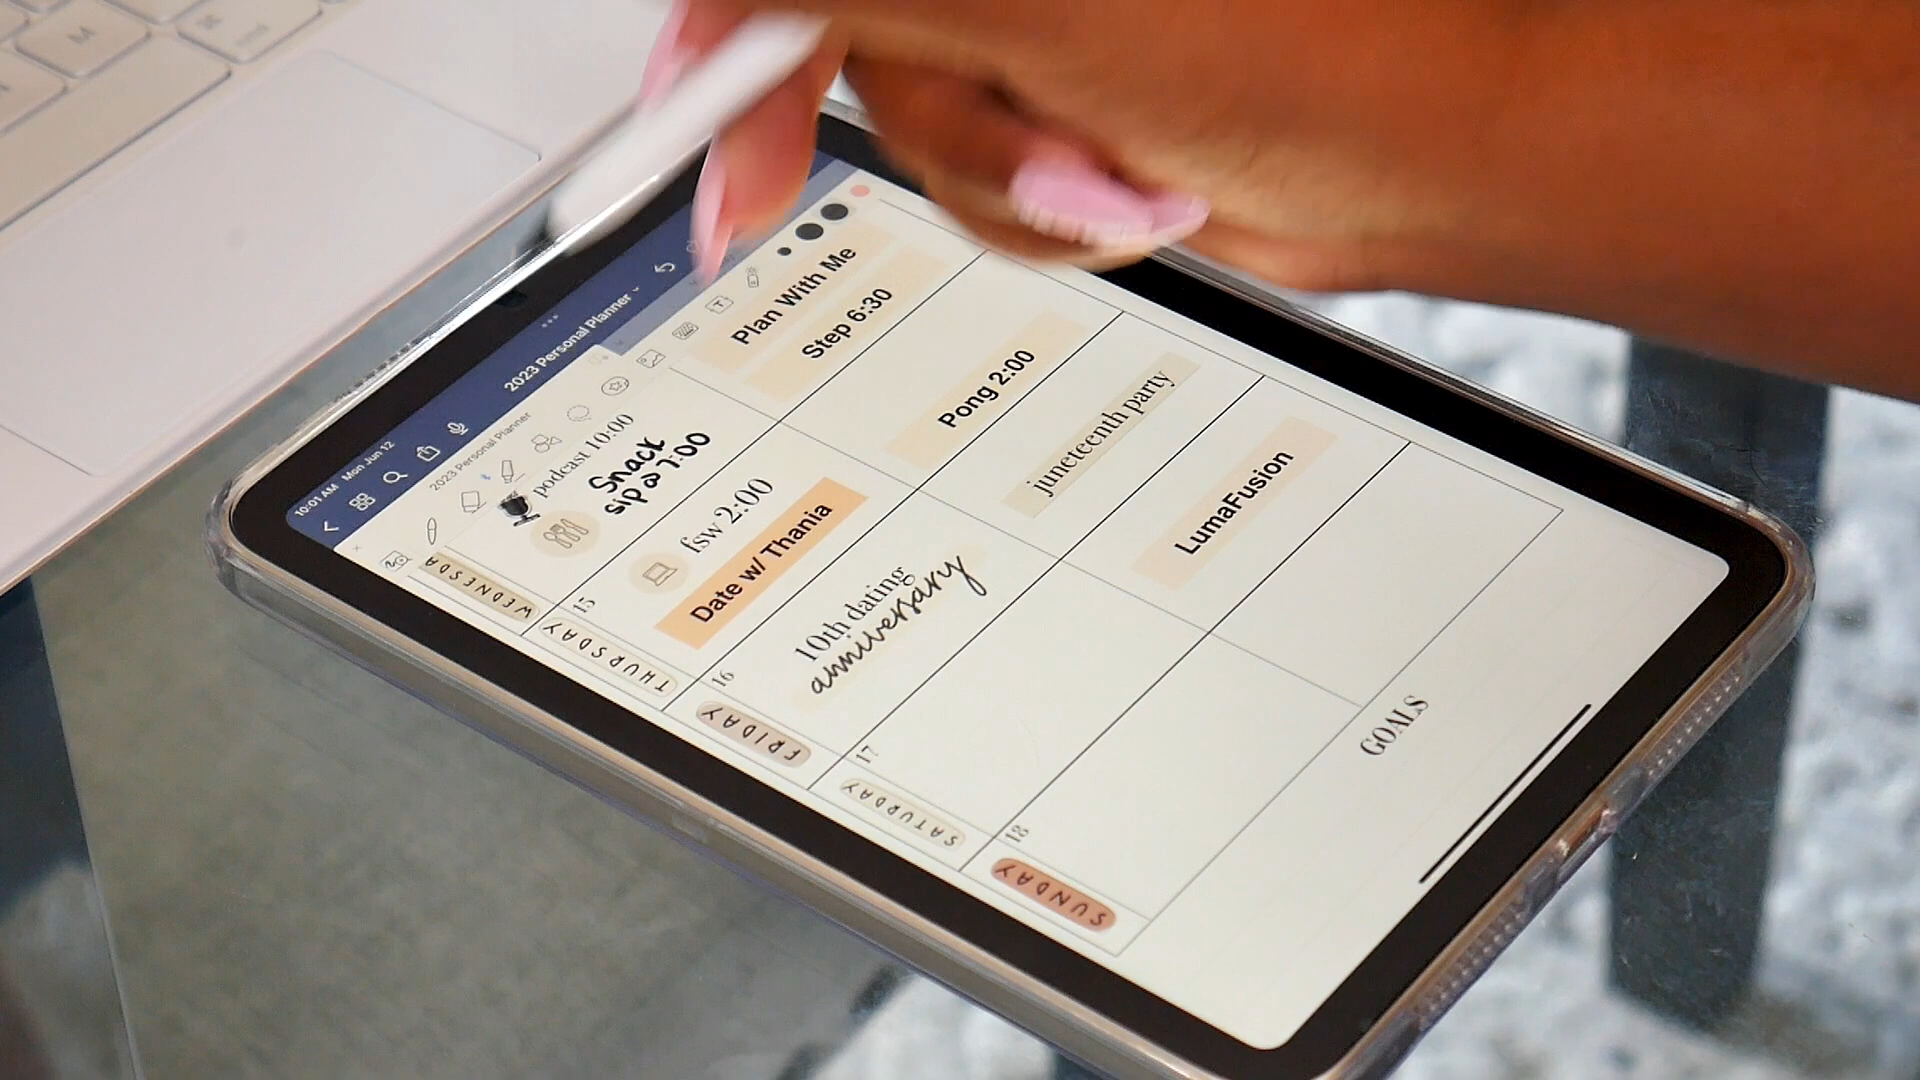 M
10:01 AM Mon Jun 12
2023 Personal Planner
2023 Personal Planner
T
WEDNESDA
podcast 10:00
Snack
sip @ 7:00
Plan With Me
Step 6:30
15
THURSDAY
fsw 2:00
Date w/ Thania
Pong 2:00
16
FRIDAY
10th dating
anniversary
juneteenth party
17
SATURDAY
LumaFusion
18
SUNDAY
GOALS